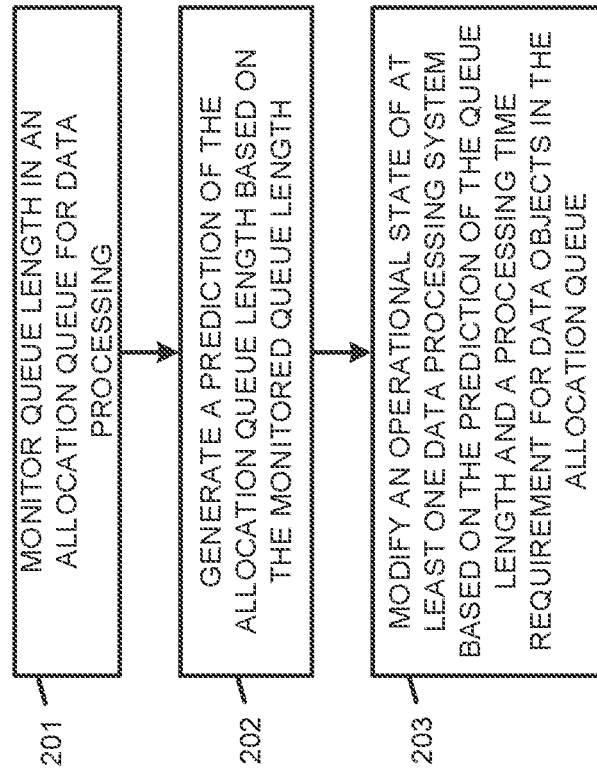 MONITOR QUEUE LENGTH IN AN
ALLOCATION QUEUE FOR DATA
PROCESSING
201
GENERATE A PREDICTION OF THE
ALLOCATION QUEUE LENGTH BASED ON
THE MONITORED QUEUE LENGTH
202
MODIFY AN OPERATIONAL STATE OF AT
LEAST ONE DATA PROCESSING SYSTEM
BASED ON THE PREDICTION OF THE QUEUE
LENGTH AND A PROCESSING TIME
REQUIREMENT FOR DATA OBJECTS IN THE
ALLOCATION QUEUE
203